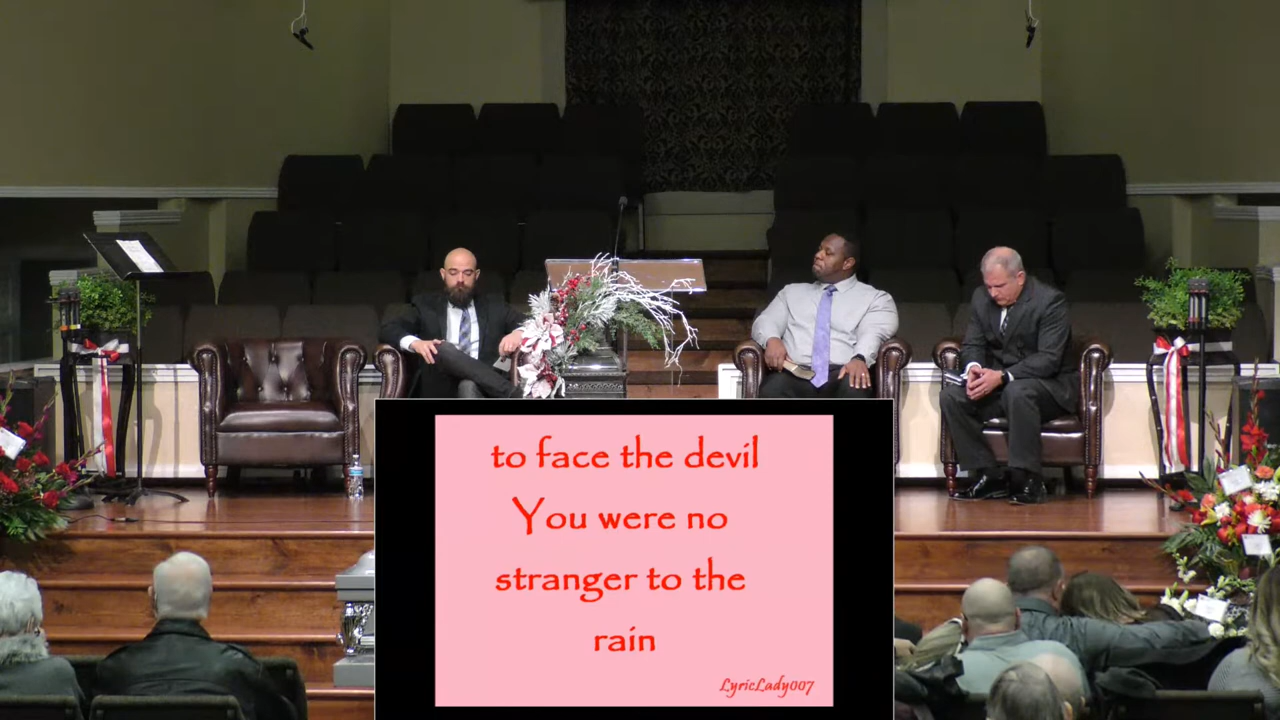 to face the devil
You were no
stranger to the
rain
LyricLady007